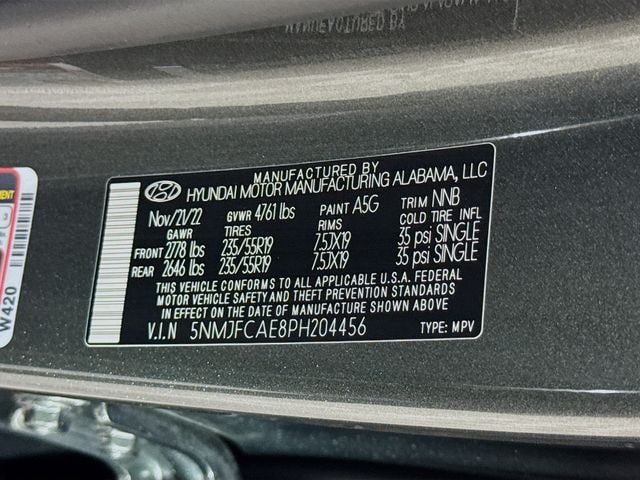 MANUFACTURED BY
HYUNDAI MOTOR MANUFACTURING ALABAMA, LLC
Nov/21/22 GVWR 4761 lbs PAINT A5G TRIM NNB
GAWR TIRES RIMS COLD TIRE INFL
FRONT 2778 lbs 235/55R19 7.5JX19 35 psi SINGLE
REAR 2646 lbs 235/55R19 7.5JX19 35 psi SINGLE
THIS VEHICLE CONFORMS TO ALL APPLICABLE U.S.A. FEDERAL
MOTOR VEHICLE SAFETY AND THEFT PREVENTION STANDARDS
IN EFFECT ON THE DATE OF MANUFACTURE SHOWN ABOVE
V.I.N 5NMJFCAE8PH204456 TYPE: MPV
3
W420